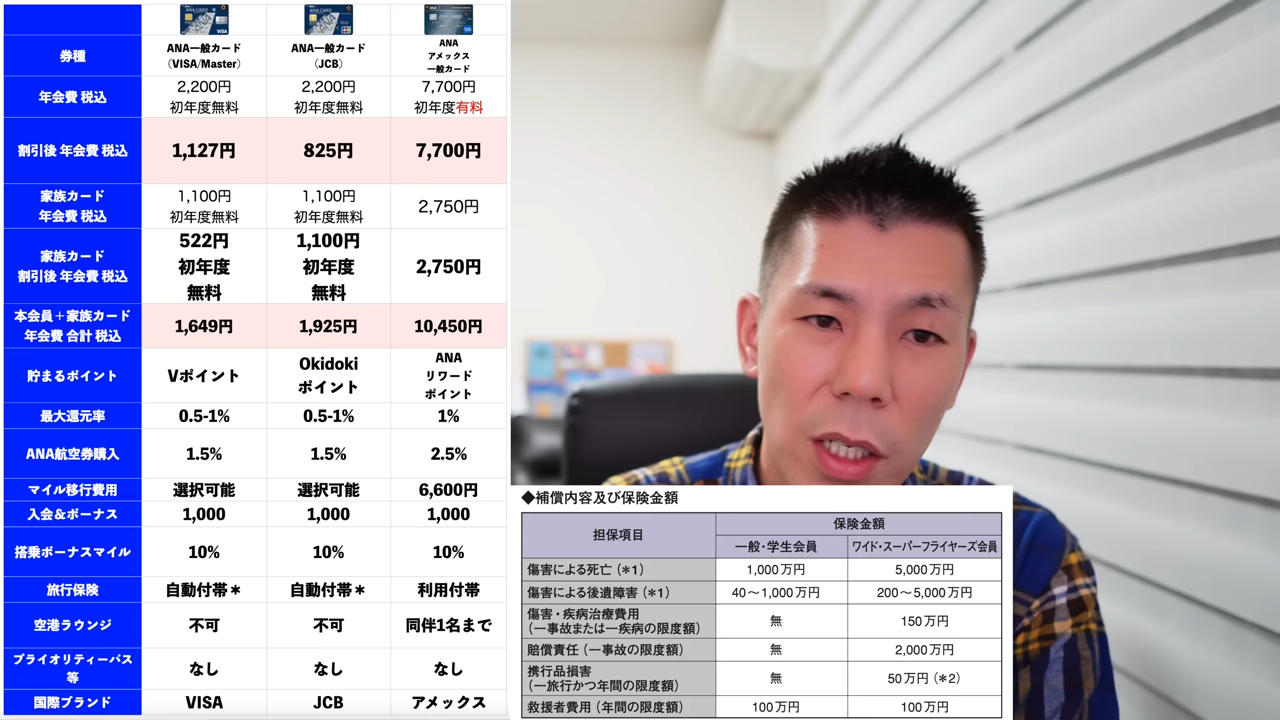 ANA CARD
VISA
ANA CARD
JCB
ANA CARD
券種
ANA一般カード
（VISA/Master）
ANA一般カード
（JCB）
ANA
アメックス
一般カード
年会費 税込
2,200円
初年度無料
2,200円
初年度無料
7,700円
初年度有料
割引後 年会費 税込
1,127円
825円
7,700円
家族カード
年会費 税込
1,100円
初年度無料
1,100円
初年度無料
2,750円
家族カード
割引後 年会費 税込
522円
初年度
無料
1,100円
初年度
無料
2,750円
本会員＋家族カード
年会費 合計 税込
1,649円
1,925円
10,450円
貯まるポイント
Vポイント
Okidoki
ポイント
ANA
リワード
ポイント
最大還元率
0.5-1%
0.5-1%
1%
ANA航空券購入
1.5%
1.5%
2.5%
マイル移行費用
選択可能
選択可能
6,600円
入会＆ボーナス
1,000
1,000
1,000
搭乗ボーナスマイル
10%
10%
10%
旅行保険
自動付帯＊
自動付帯＊
利用付帯
空港ラウンジ
不可
不可
同伴1名まで
プライオリティーパス
等
なし
なし
なし
国際ブランド
VISA
JCB
アメックス
◆補償内容及び保険金額
担保項目
保険金額
一般・学生会員
ワイド・スーパーフライヤーズ会員
傷害による死亡（＊1）
1,000万円
5,000万円
傷害による後遺障害（＊1）
40～1,000万円
200～5,000万円
傷害・疾病治療費用
（一事故または一疾病の限度額）
無
150万円
賠償責任（一事故の限度額）
無
2,000万円
携行品損害
（一旅行かつ年間の限度額）
無
50万円（＊2）
救援者費用（年間の限度額）
100万円
100万円